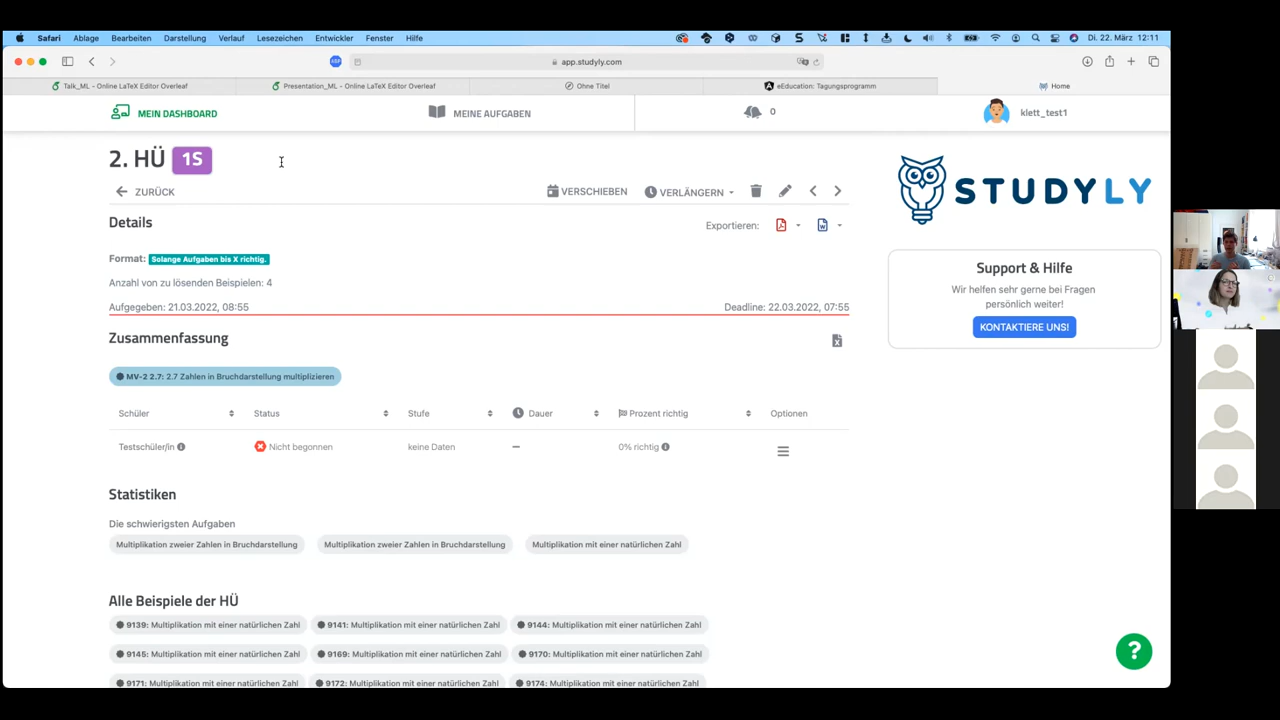 Safari Ablage Bearbeiten Darstellung Verlauf Lesezeichen Entwickler Fenster Hilfe Di. 22. März 12:11
app.studyly.com
Talk_ML - Online LaTeX Editor Overleaf Presentation_ML - Online LaTeX Editor Overleaf Ohne Titel eEducation: Tagungsprogramm Home
MEIN DASHBOARD MEINE AUFGABEN 0 klett_test1
2. HÜ 1S
ZURÜCK VERSCHIEBEN VERLÄNGERN
STUDYLY
Details Exportieren:
Format: Solange Aufgaben bis X richtig.
Anzahl von zu lösenden Beispielen: 4
Aufgegeben: 21.03.2022, 08:55 Deadline: 22.03.2022, 07:55
Support & Hilfe
Wir helfen sehr gerne bei Fragen
persönlich weiter!
KONTAKTIERE UNS!
Zusammenfassung
MV-2 2.7: 2.7 Zahlen in Bruchdarstellung multiplizieren
Schüler Status Stufe Dauer Prozent richtig Optionen
Testschüler/in Nicht begonnen keine Daten – 0% richtig
Statistiken
Die schwierigsten Aufgaben
Multiplikation zweier Zahlen in Bruchdarstellung Multiplikation zweier Zahlen in Bruchdarstellung Multiplikation mit einer natürlichen Zahl
Alle Beispiele der HÜ
9139: Multiplikation mit einer natürlichen Zahl 9141: Multiplikation mit einer natürlichen Zahl 9144: Multiplikation mit einer natürlichen Zahl
9145: Multiplikation mit einer natürlichen Zahl 9169: Multiplikation mit einer natürlichen Zahl 9170: Multiplikation mit einer natürlichen Zahl
9171: Multiplikation mit einer natürlichen Zahl 9172: Multiplikation mit einer natürlichen Zahl 9174: Multiplikation mit einer natürlichen Zahl
?